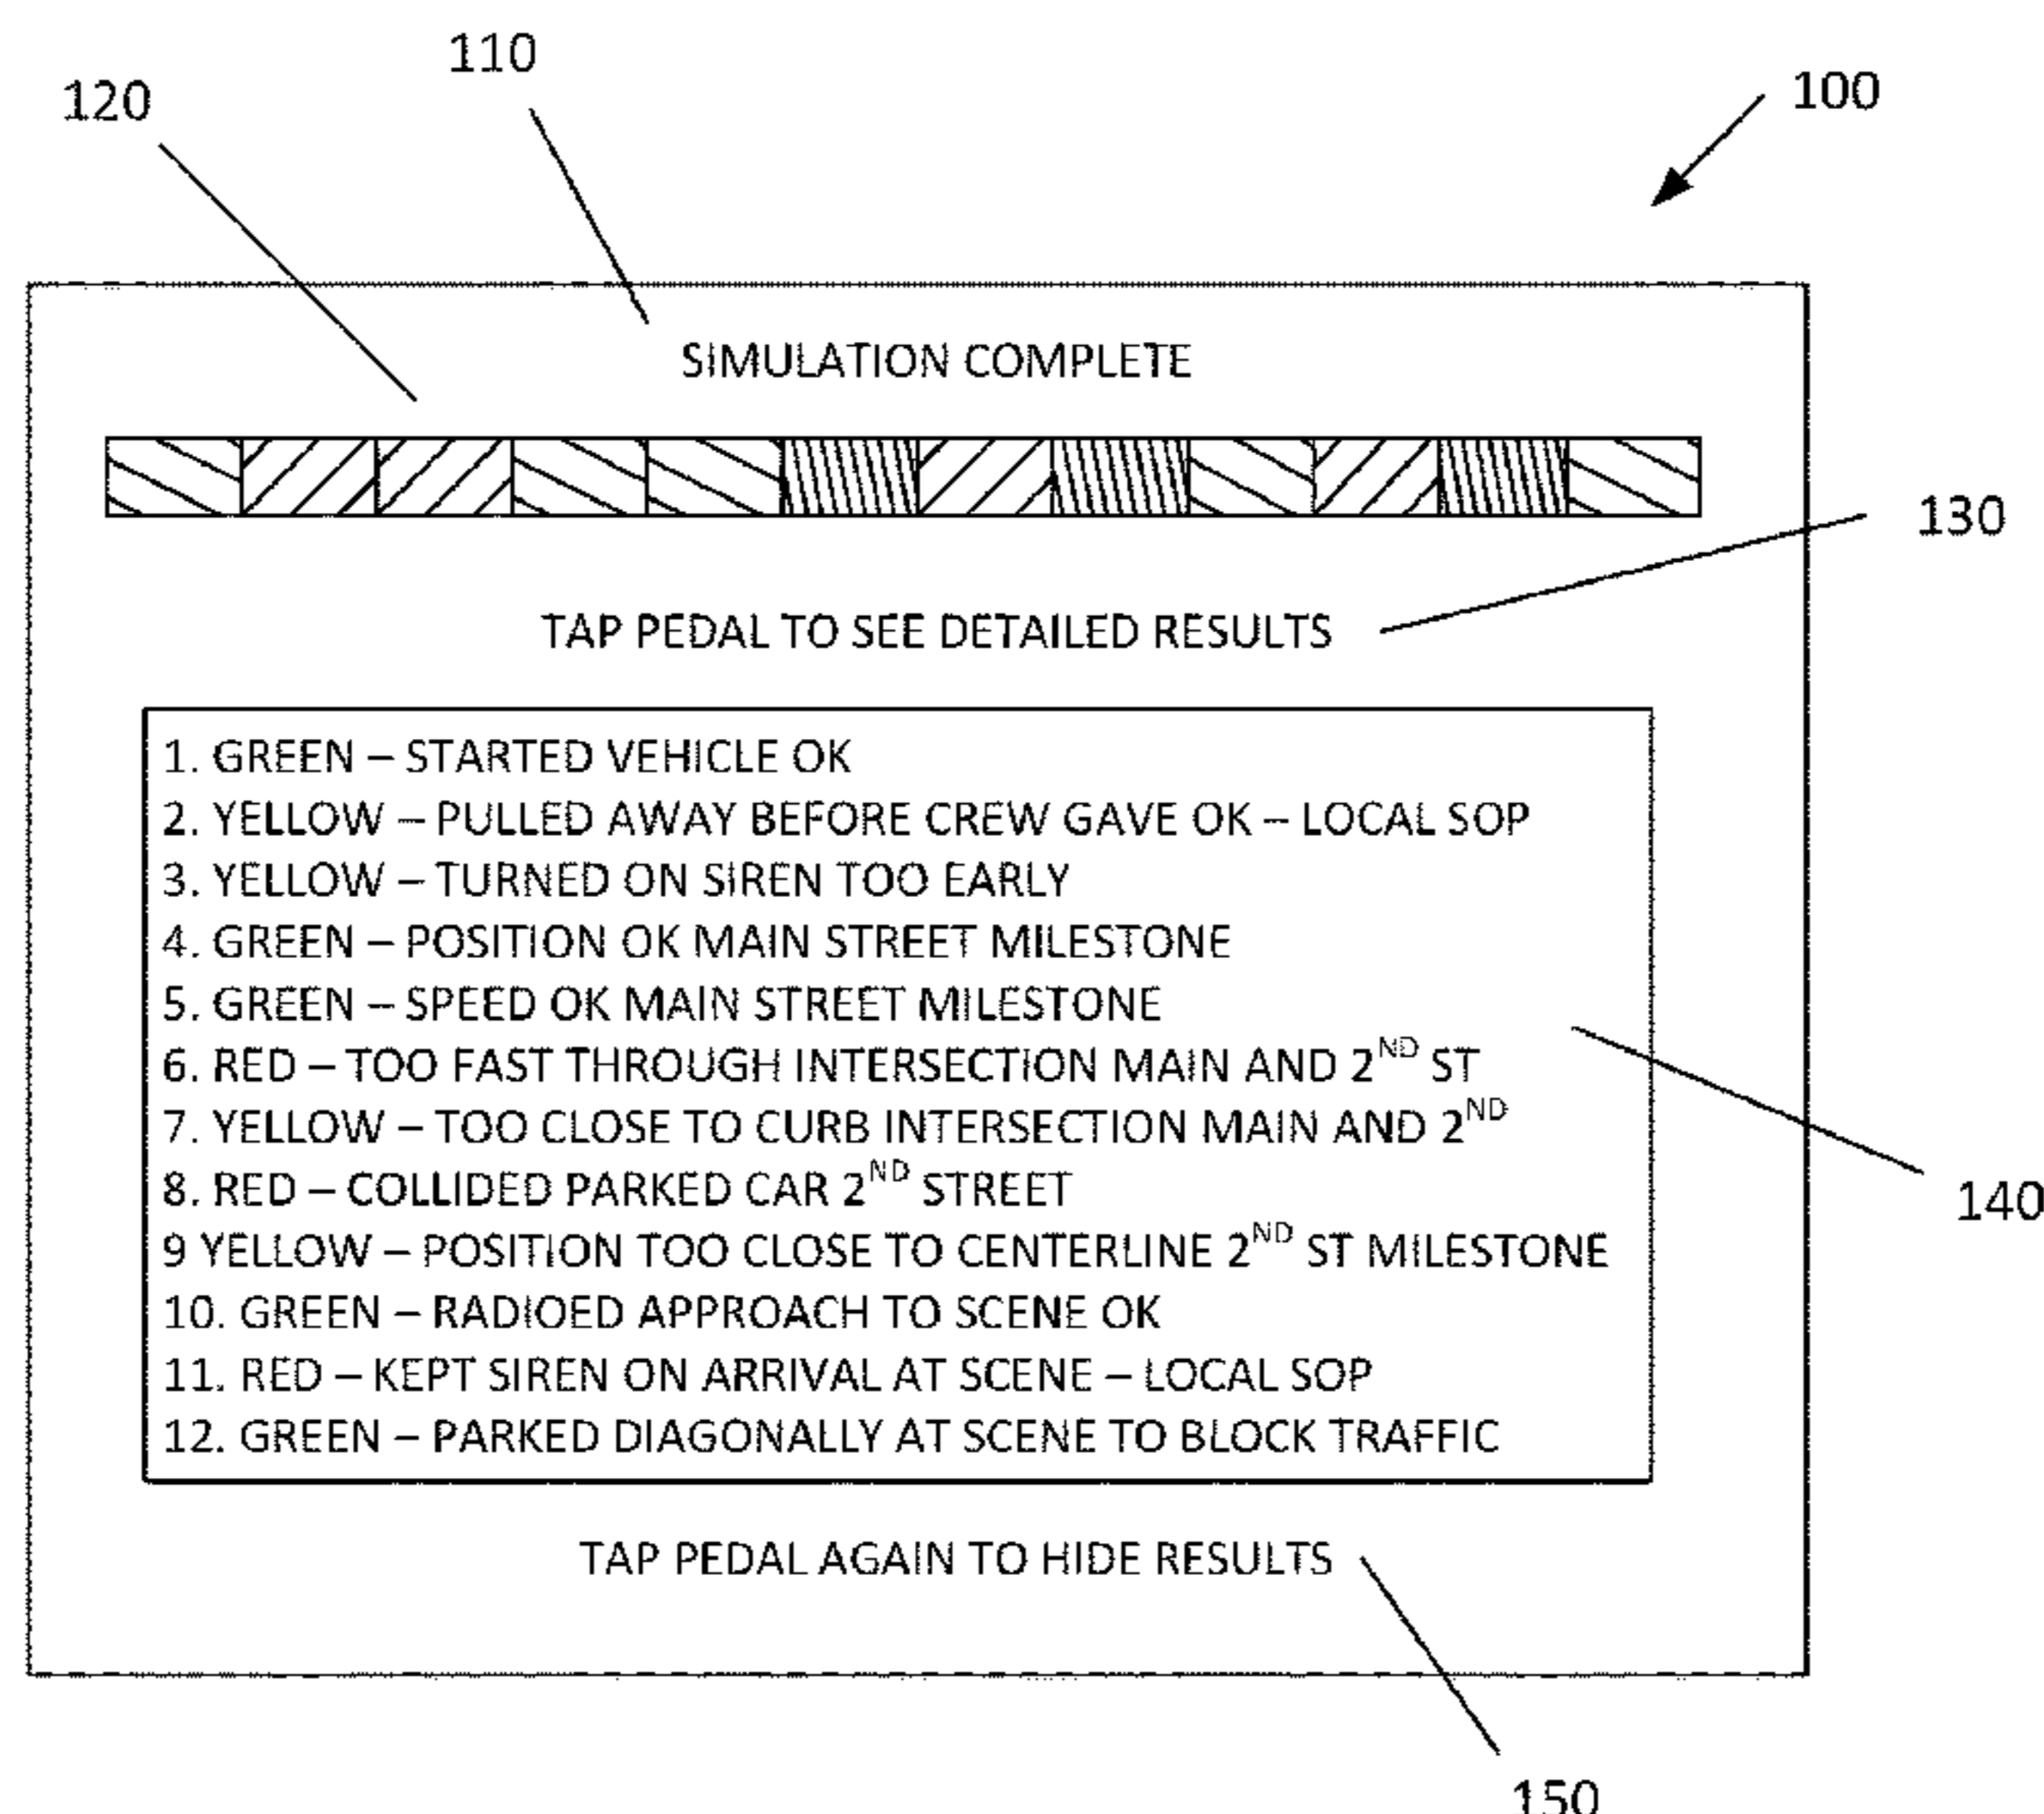 110
120
100
SIMULATION COMPLETE
130
TAP PEDAL TO SEE DETAILED RESULTS
1. GREEN – STARTED VEHICLE OK
2. YELLOW – PULLED AWAY BEFORE CREW GAVE OK – LOCAL SOP
3. YELLOW – TURNED ON SIREN TOO EARLY
4. GREEN – POSITION OK MAIN STREET MILESTONE
5. GREEN – SPEED OK MAIN STREET MILESTONE
6. RED – TOO FAST THROUGH INTERSECTION MAIN AND 2ND ST
7. YELLOW – TOO CLOSE TO CURB INTERSECTION MAIN AND 2ND
8. RED – COLLIDED PARKED CAR 2ND STREET
9 YELLOW – POSITION TOO CLOSE TO CENTERLINE 2ND ST MILESTONE
10. GREEN – RADIOED APPROACH TO SCENE OK
11. RED – KEPT SIREN ON ARRIVAL AT SCENE – LOCAL SOP
12. GREEN – PARKED DIAGONALLY AT SCENE TO BLOCK TRAFFIC
140
TAP PEDAL AGAIN TO HIDE RESULTS
150